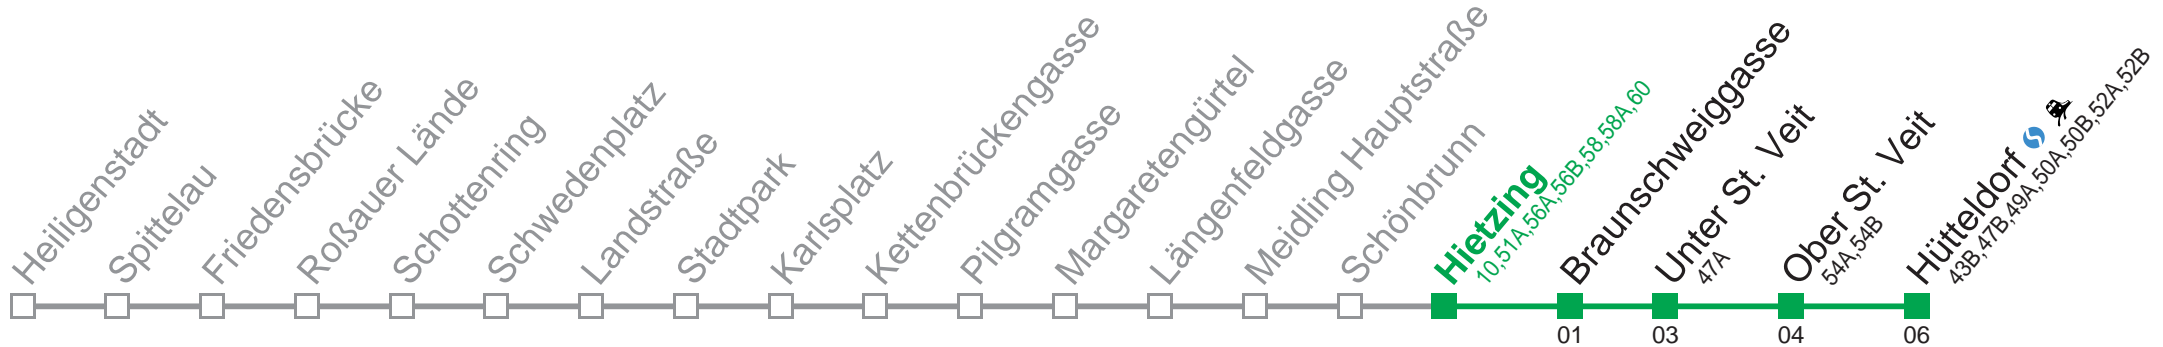 Heiligenstadt
Spittelau
Friedensbrücke
Roßauer Lände
Schottenring
Schwedenplatz
Landstraße
Stadtpark
Karlsplatz
Kettenbrückengasse
Pilgramgasse
Margaretengürtel
Längenfeldgasse
Meidling Hauptstraße
Schönbrunn
Hietzing
10,51A,56A,56B,58,58A,60
Braunschweiggasse
Unter St. Veit
47A
Ober St. Veit
54A,54B
Hütteldorf
43B,47B,49A,50A,50B,52A,52B
01
03
04
06